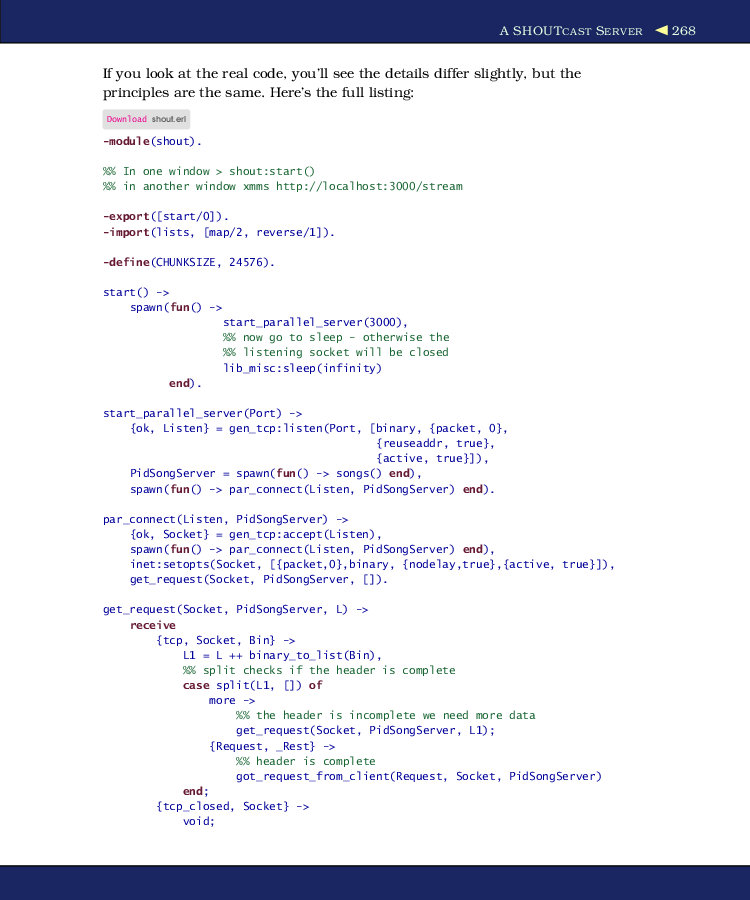 A SHOUTCAST SERVER ◀ 268
If you look at the real code, you'll see the details differ slightly, but the
principles are the same. Here's the full listing:
Download shout.erl
-module(shout).
%% In one window > shout:start()
%% in another window xmms http://localhost:3000/stream
-export([start/0]).
-import(lists, [map/2, reverse/1]).
-define(CHUNKSIZE, 24576).
start() ->
    spawn(fun() ->
                  start_parallel_server(3000),
                  %% now go to sleep - otherwise the
                  %% listening socket will be closed
                  lib_misc:sleep(infinity)
          end).
start_parallel_server(Port) ->
    {ok, Listen} = gen_tcp:listen(Port, [binary, {packet, 0},
                                         {reuseaddr, true},
                                         {active, true}]),
    PidSongServer = spawn(fun() -> songs() end),
    spawn(fun() -> par_connect(Listen, PidSongServer) end).
par_connect(Listen, PidSongServer) ->
    {ok, Socket} = gen_tcp:accept(Listen),
    spawn(fun() -> par_connect(Listen, PidSongServer) end),
    inet:setopts(Socket, [{packet,0},binary, {nodelay,true},{active, true}]),
    get_request(Socket, PidSongServer, []).
get_request(Socket, PidSongServer, L) ->
    receive
        {tcp, Socket, Bin} ->
            L1 = L ++ binary_to_list(Bin),
            %% split checks if the header is complete
            case split(L1, []) of
                more ->
                    %% the header is incomplete we need more data
                    get_request(Socket, PidSongServer, L1);
                {Request, _Rest} ->
                    %% header is complete
                    got_request_from_client(Request, Socket, PidSongServer)
            end;
        {tcp_closed, Socket} ->
            void;